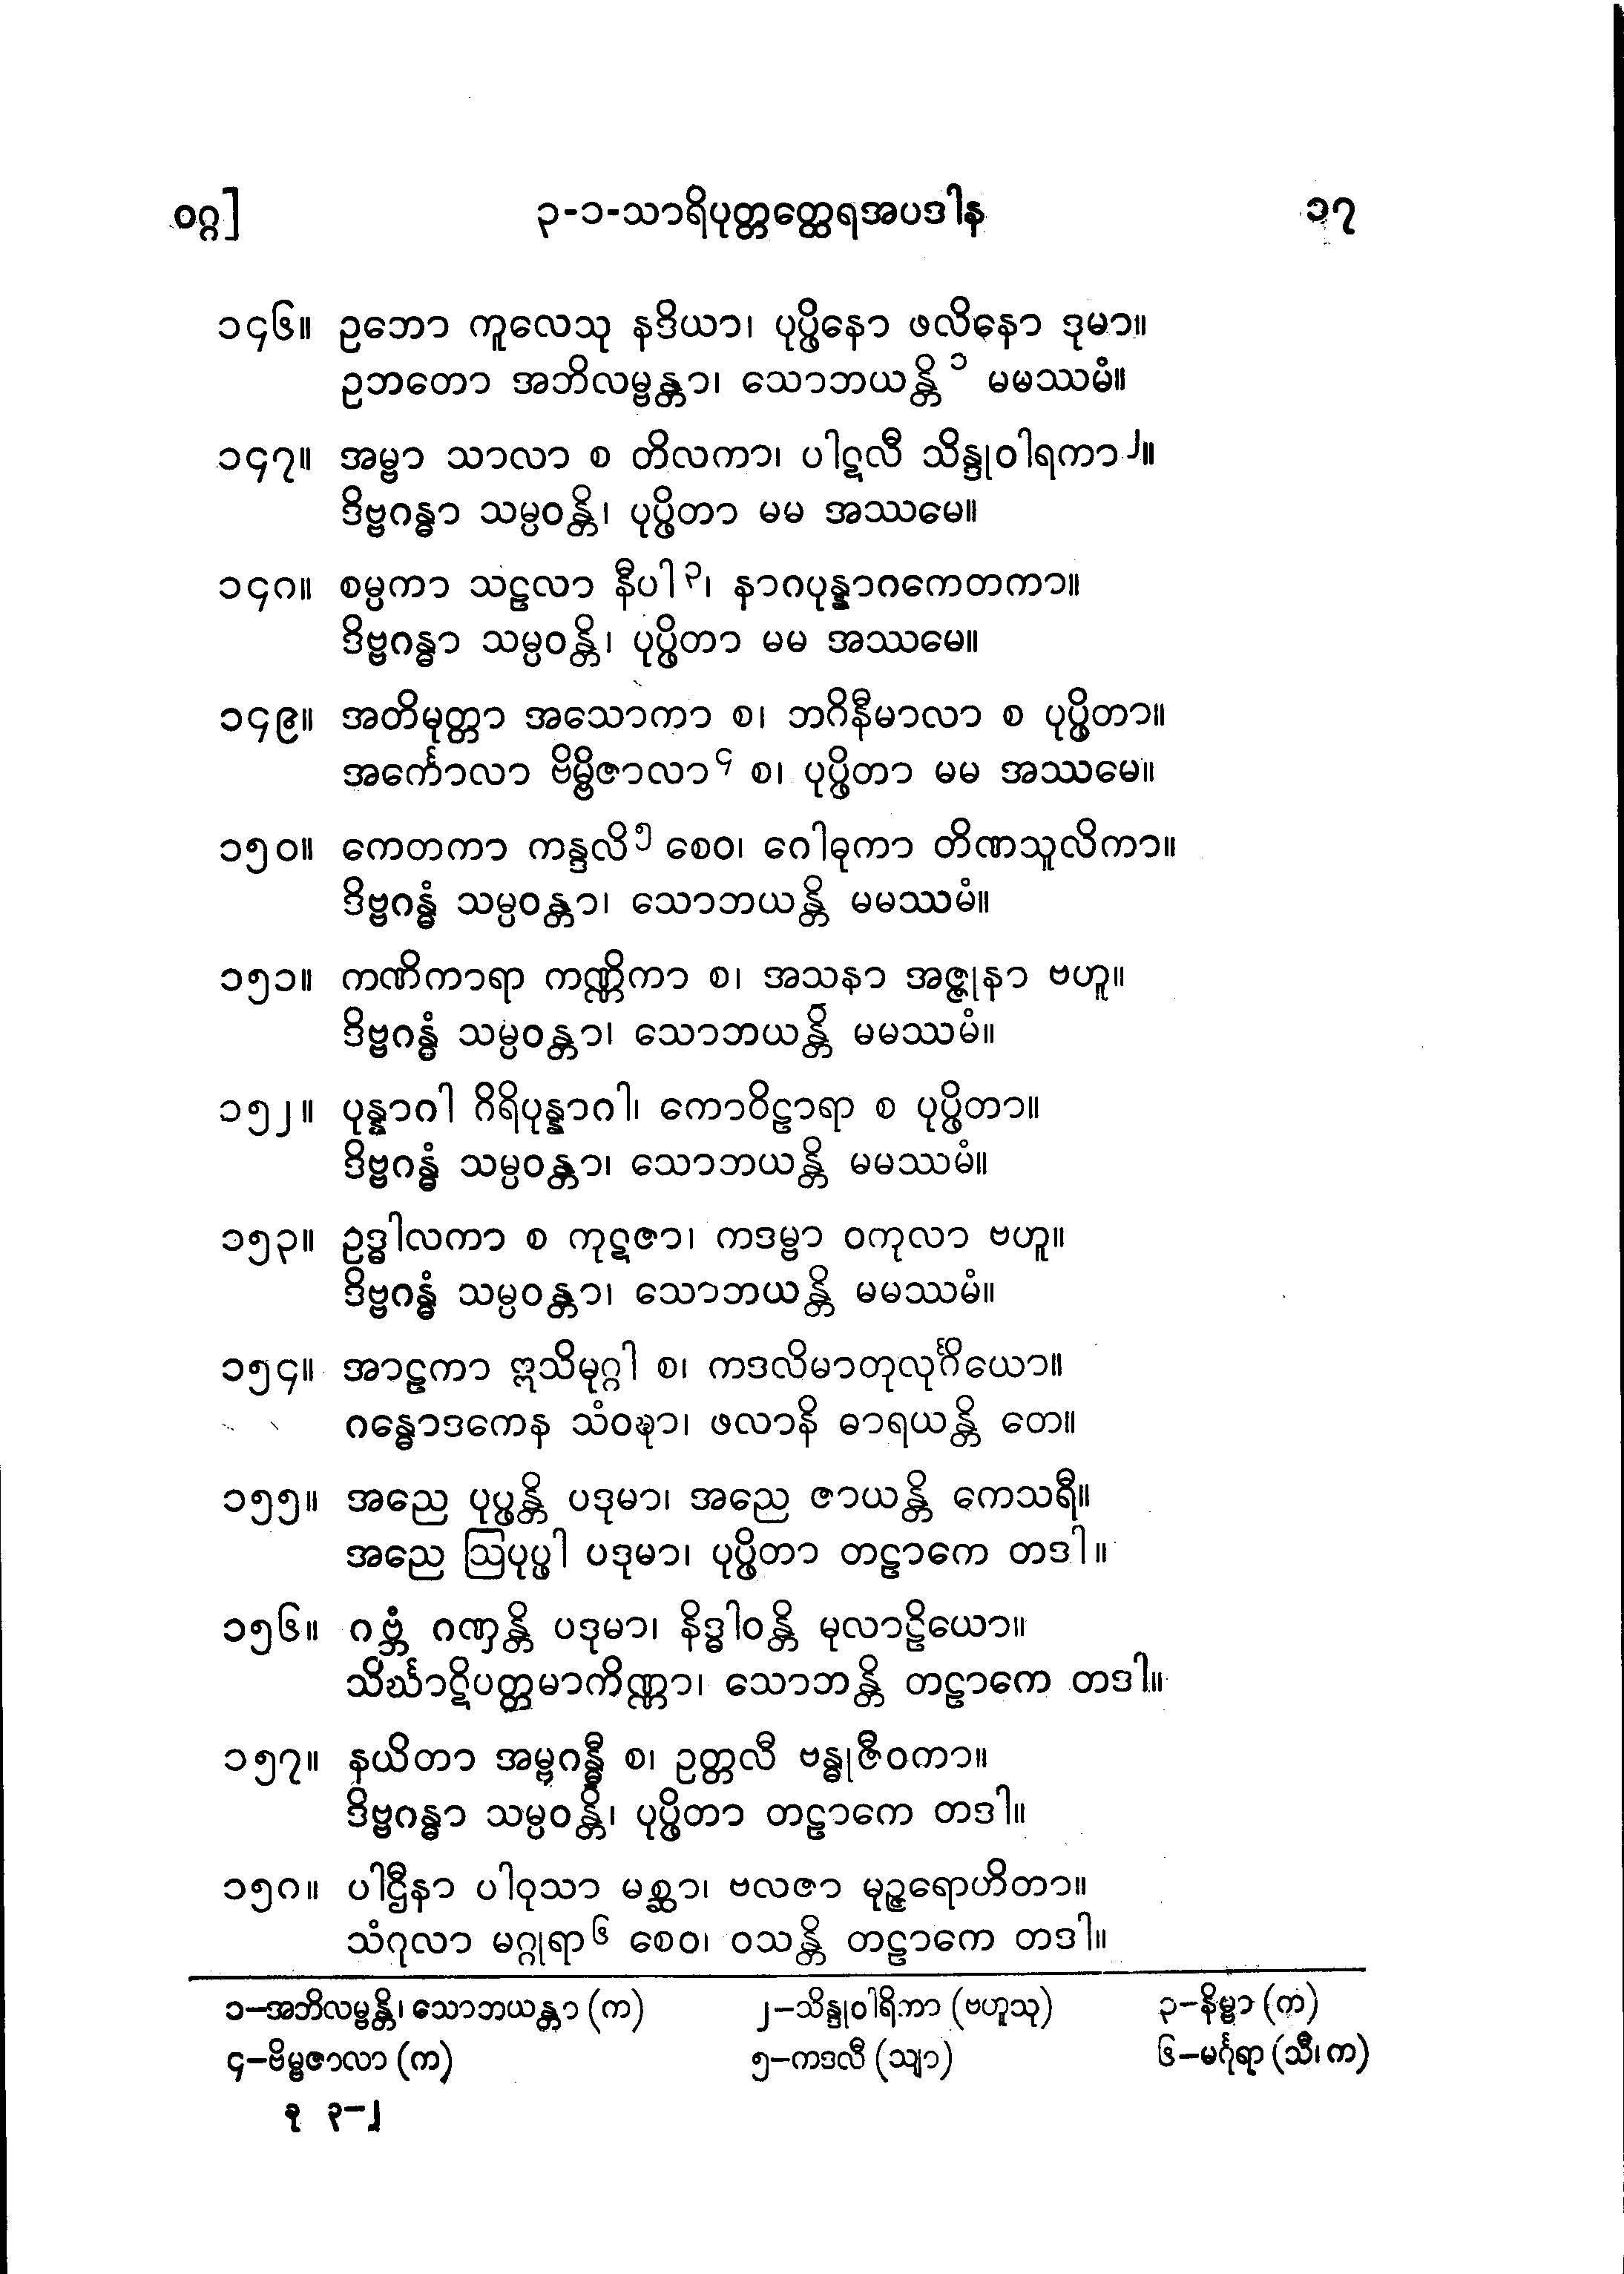 ဝဂ္ဂ]
၃-၁-သာရိပုတ္တတ္ထေရအပဒါန
၁၇
၁၄၆။ ဥဘော ကူလေသု နဒိယာ၊ ပုပ္ဖိနော ဖလိနော ဒုမာ။
ဥဘတော အဘိလမ္ဗန္တာ၊ သောဘယန္တိ ၁ မမဿမံ။
၁၄၇။ အမ္ဗာ သာလာ စ တိလကာ၊ ပါဋလီ သိန္ဒုဝါရကာ ၂။
ဒိဗ္ဗဂန္ဓာ သမ္ပဝန္တိ၊ ပုပ္ဖိတာ မမ အဿမေ။
၁၄၈။ စမ္ပကာ သဠလာ နီပါ ၃၊ နာဂပုန္နာဂကေတကာ။
ဒိဗ္ဗဂန္ဓာ သမ္ပဝန္တိ၊ ပုပ္ဖိတာ မမ အဿမေ။
၁၄၉။ အတိမုတ္တာ အသောကာ စ၊ ဘဂိနီမာလာ စ ပုပ္ဖိတာ။
အင်္ကောလာ ဗိမ္ဗိဇာလာ ၄ စ၊ ပုပ္ဖိတာ မမ အဿမေ။
၁၅၀။ ကေတကာ ကန္ဒလိ ၅ စေဝ၊ ဂေါဓုကာ တိဏသူလိကာ။
ဒိဗ္ဗဂန္ဓံ သမ္ပဝန္တာ၊ သောဘယန္တိ မမဿမံ။
၁၅၁။ ကဏိကာရာ ကဏ္ဏိကာ စ၊ အသနာ အဇ္ဇုနာ ဗဟူ။
ဒိဗ္ဗဂန္ဓံ သမ္ပဝန္တာ၊ သောဘယန္တိ မမဿမံ။
၁၅၂။ ပုန္နာဂါ ဂိရိပုန္နာဂါ၊ ကောဝိဠာရာ စ ပုပ္ဖိတာ။
ဒိဗ္ဗဂန္ဓံ သမ္ပဝန္တာ၊ သောဘယန္တိ မမဿမံ။
၁၅၃။ ဥဒ္ဓါလကာ စ ကုဋဇာ၊ ကဒမ္ဗာ ဝကုလာ ဗဟူ။
ဒိဗ္ဗဂန္ဓံ သမ္ပဝန္တာ၊ သောဘယန္တိ မမဿမံ။
၁၅၄။ အာဠကာ ဣသိမုဂ္ဂါ စ၊ ကဒလိမာတုလုင်္ဂိယော။
ဂန္ဓောဒကေန သံဝဍ္ဎာ၊ ဖလာနိ ဓာရယန္တိ တေ။
၁၅၅။ အညေ ပုပ္ဖန္တိ ပဒုမာ၊ အညေ ဇာယန္တိ ကေသရီ။
အညေ ဩပုပ္ဖါ ပဒုမာ၊ ပုပ္ဖိတာ တဠာကေ တဒါ။
၁၅၆။ ဂဗ္ဘံ ဂဏှန္တိ ပဒုမာ၊ နိဒ္ဓါဝန္တိ မုလာဠိယော။
သိင်္ဃာဋိပတ္တမာကိဏ္ဏာ၊ သောဘန္တိ တဠာကေ တဒါ။
၁၅၇။ နယိတာ အမ္ဗဂန္ဓီ စ၊ ဥတ္တလီ ဗန္ဓုဇီဝကာ။
ဒိဗ္ဗဂန္ဓာ သမ္ပဝန္တိ၊ ပုပ္ဖိတာ တဠာကေ တဒါ။
၁၅၈။ ပါဌီနာ ပါဝုသာ မစ္ဆာ၊ ဗလဇာ မုဉ္ဇရောဟိတာ။
သံဂုလာ မဂ္ဂုရာ ၆ စေဝ၊ ဝသန္တိ တဠာကေ တဒါ။
၁–အဘိလမ္ဗန္တိ၊ သောဘယန္တာ (က) ၂–သိန္ဒုဝါရိကာ (ဗဟူသု) ၃–နိမ္ဗာ (က)
၄–ဗိမ္ဗဇာလာ (က) ၅–ကဒလီ (သျာ) ၆–မင်္ဂုရာ (သီ၊ က)
ခု ၃–၂